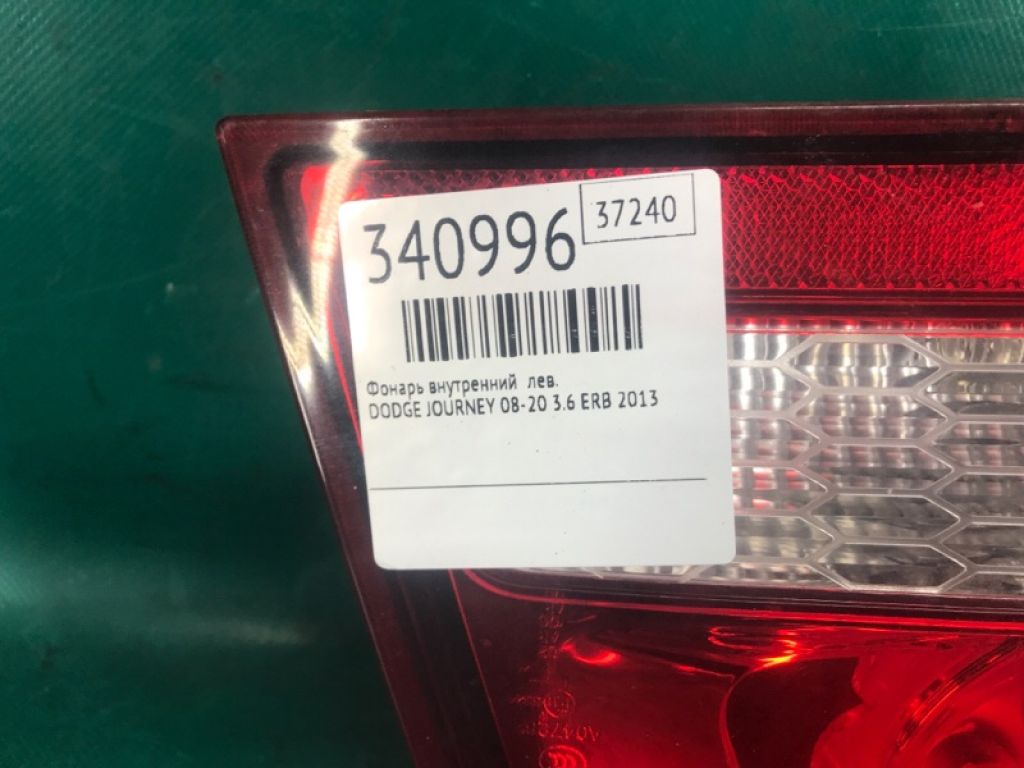 340996
37240
Фонарь внутренний лев.
DODGE JOURNEY 08-20 3.6 ERB 2013